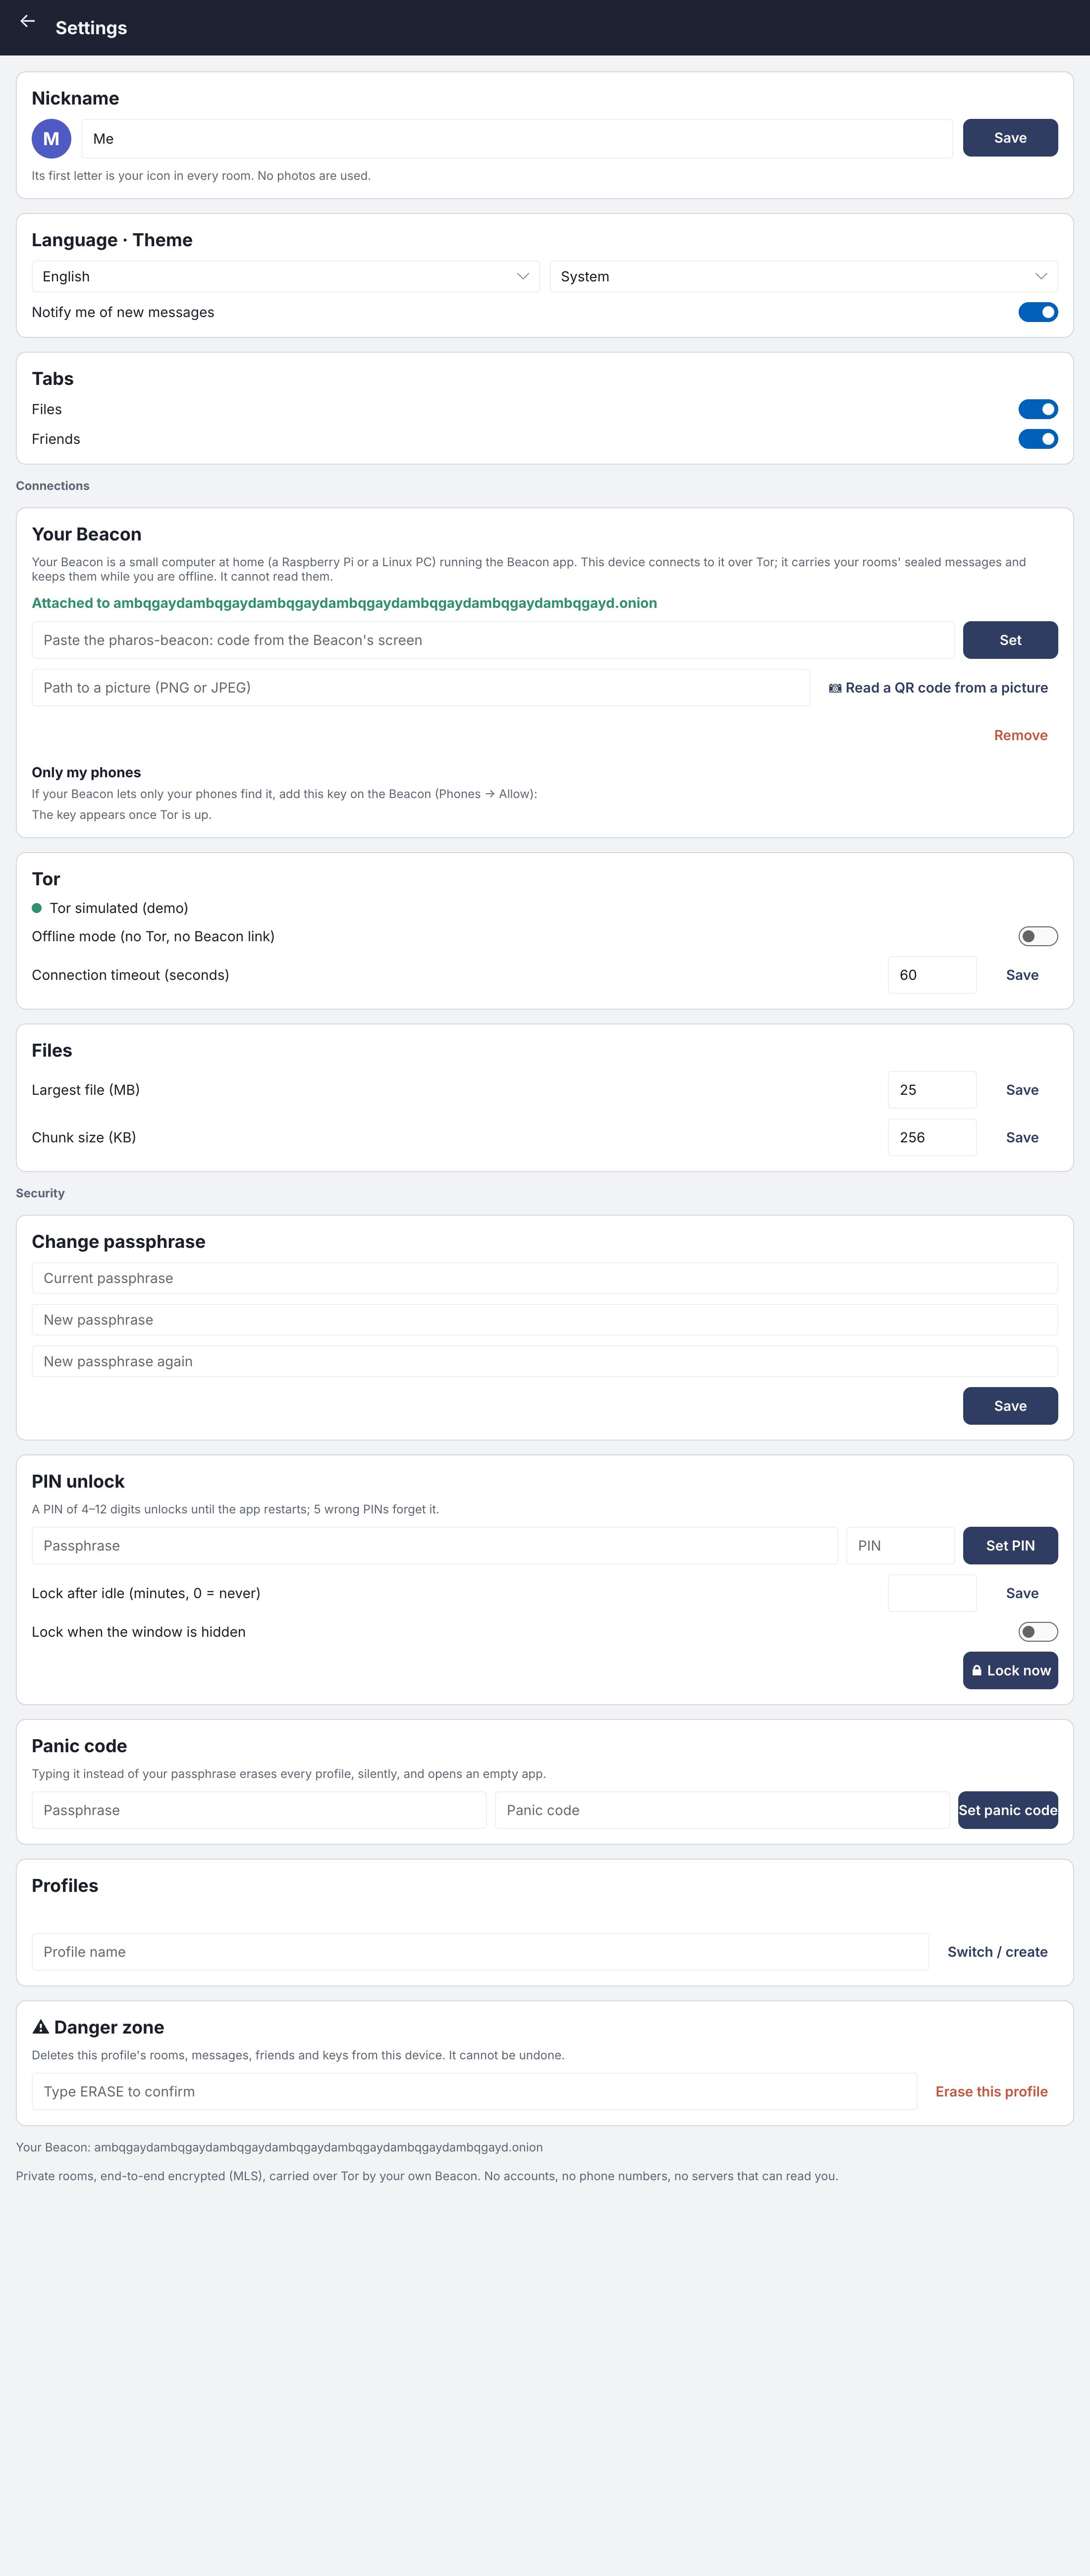 Settings
Nickname
M
Me
Save
Its first letter is your icon in every room. No photos are used.
Language · Theme
English
System
Notify me of new messages
Tabs
Files
Friends
Connections
Your Beacon
Your Beacon is a small computer at home (a Raspberry Pi or a Linux PC) running the Beacon app. This device connects to it over Tor; it carries your rooms' sealed messages and
keeps them while you are offline. It cannot read them.
Attached to ambqgaydambqgaydambqgaydambqgaydambqgaydambqgaydambqgayd.onion
Paste the pharos-beacon: code from the Beacon's screen
Set
Path to a picture (PNG or JPEG)
📷 Read a QR code from a picture
Remove
Only my phones
If your Beacon lets only your phones find it, add this key on the Beacon (Phones → Allow):
The key appears once Tor is up.
Tor
Tor simulated (demo)
Offline mode (no Tor, no Beacon link)
Connection timeout (seconds)
60
Save
Files
Largest file (MB)
25
Save
Chunk size (KB)
256
Save
Security
Change passphrase
Current passphrase
New passphrase
New passphrase again
Save
PIN unlock
A PIN of 4–12 digits unlocks until the app restarts; 5 wrong PINs forget it.
Passphrase
PIN
Set PIN
Lock after idle (minutes, 0 = never)
Save
Lock when the window is hidden
🔒 Lock now
Panic code
Typing it instead of your passphrase erases every profile, silently, and opens an empty app.
Passphrase
Panic code
Set panic code
Profiles
Profile name
Switch / create
⚠ Danger zone
Deletes this profile's rooms, messages, friends and keys from this device. It cannot be undone.
Type ERASE to confirm
Erase this profile
Your Beacon: ambqgaydambqgaydambqgaydambqgaydambqgaydambqgaydambqgayd.onion
Private rooms, end-to-end encrypted (MLS), carried over Tor by your own Beacon. No accounts, no phone numbers, no servers that can read you.